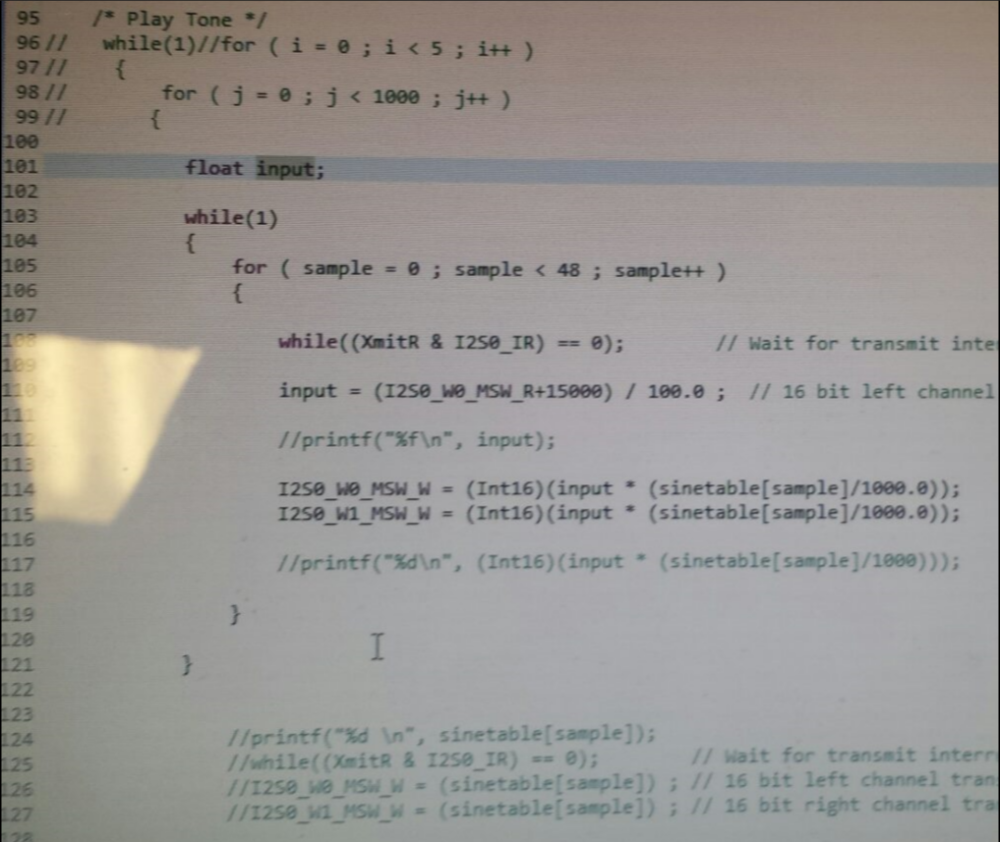 95 /* Play Tone */
96 // while(1)//for ( i = 0 ; i < 5 ; i++ )
97 // {
98 // for ( j = 0 ; j < 1000 ; j++ )
99 // {
100
101 float input;
102
103 while(1)
104 {
105 for ( sample = 0 ; sample < 48 ; sample++ )
106 {
107
108 while((XmitR & I2S0_IR) == 0); // Wait for transmit inte
109
110 input = (I2S0_W0_MSW_R+15000) / 100.0 ; // 16 bit left channel
111
112 //printf("%f\n", input);
113
114 I2S0_W0_MSW_W = (Int16)(input * (sinetable[sample]/1000.0));
115 I2S0_W1_MSW_W = (Int16)(input * (sinetable[sample]/1000.0));
116
117 //printf("%d\n", (Int16)(input * (sinetable[sample]/1000)));
118
119 }
120
121 }
122
123
124 //printf("%d \n", sinetable[sample]);
125 //while((XmitR & I2S0_IR) == 0); // Wait for transmit interr
126 //I2S0_W0_MSW_W = (sinetable[sample]) ; // 16 bit left channel tran
127 //I2S0_W1_MSW_W = (sinetable[sample]) ; // 16 bit right channel tra
128